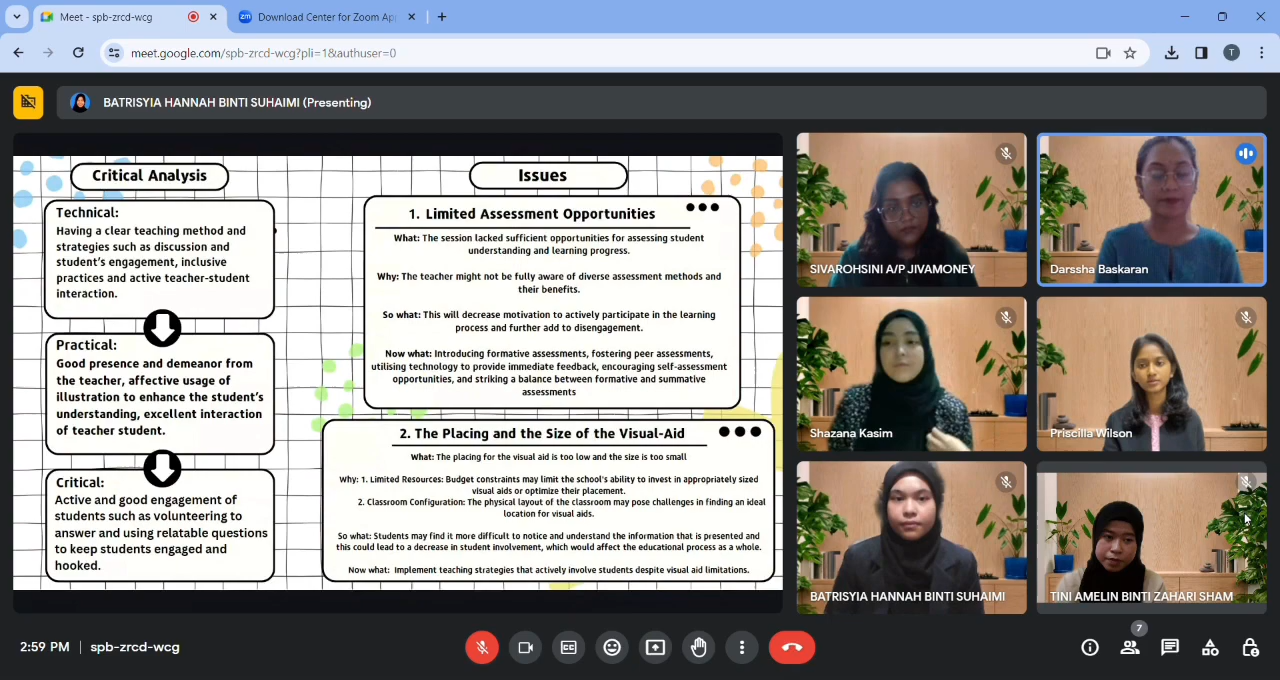 Meet - spb-zrcd-wcg
Download Center for Zoom Ap
meet.google.com/spb-zrcd-wcg?pli=1&authuser=0
T
BATRISYIA HANNAH BINTI SUHAIMI (Presenting)
Critical Analysis
Technical:
Having a clear teaching method and
strategies such as discussion and
student's engagement, inclusive
practices and active teacher-student
interaction.
Practical:
Good presence and demeanor from
the teacher, affective usage of
illustration to enhance the student's
understanding, excellent interaction
of teacher student.
Critical:
Active and good engagement of
students such as volunteering to
answer and using relatable questions
to keep students engaged and
hooked.
Issues
1. Limited Assessment Opportunities
What: The session lacked sufficient opportunities for assessing student
understanding and learning progress.
Why: The teacher might not be fully aware of diverse assessment methods and
their benefits.
So what: This will decrease motivation to actively participate in the learning
process and further add to disengagement.
Now what: Introducing formative assessments, fostering peer assessments,
utilising technology to provide immediate feedback, encouraging self-assessment
opportunities, and striking a balance between formative and summative
assessments
2. The Placing and the Size of the Visual-Aid
What: The placing for the visual aid is too low and the size is too small
Why: 1. Limited Resources: Budget constraints may limit the school's ability to invest in appropriately sized
visual aids or optimize their placement.
2. Classroom Configuration: The physical layout of the classroom may pose challenges in finding an ideal
location for visual aids.
So what: Students may find it more difficult to notice and understand the information that is presented and
this could lead to a decrease in student involvement, which would affect the educational process as a whole.
Now what: Implement teaching strategies that actively involve students despite visual aid limitations.
SIVAROHSINI A/P JIVAMONEY
Darssha Baskaran
Shazana Kasim
Priscilla Wilson
BATRISYIA HANNAH BINTI SUHAIMI
TINI AMELIN BINTI ZAHARI SHAM
2:59 PM
spb-zrcd-wcg
7